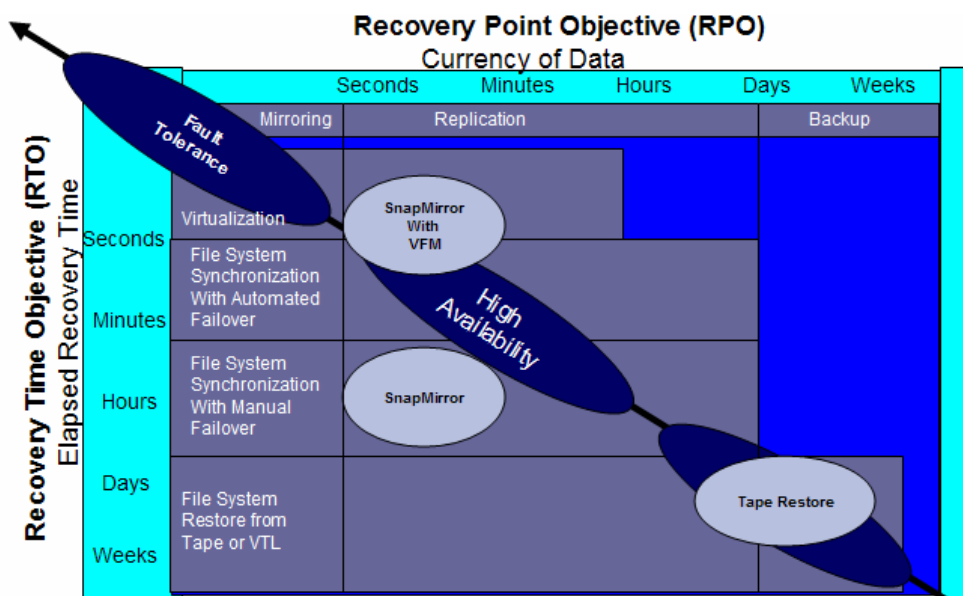 Recovery Point Objective (RPO)
Currency of Data
Seconds Minutes Hours Days Weeks
Mirroring Replication Backup
Fault
Tolerance
Recovery Time Objective (RTO)
Elapsed Recovery Time
Seconds
Minutes
Hours
Days
Weeks
Virtualization
SnapMirror
With
VFM
File System
Synchronization
With Automated
Failover
High
Availability
File System
Synchronization
With Manual
Failover
SnapMirror
File System
Restore from
Tape or VTL
Tape Restore